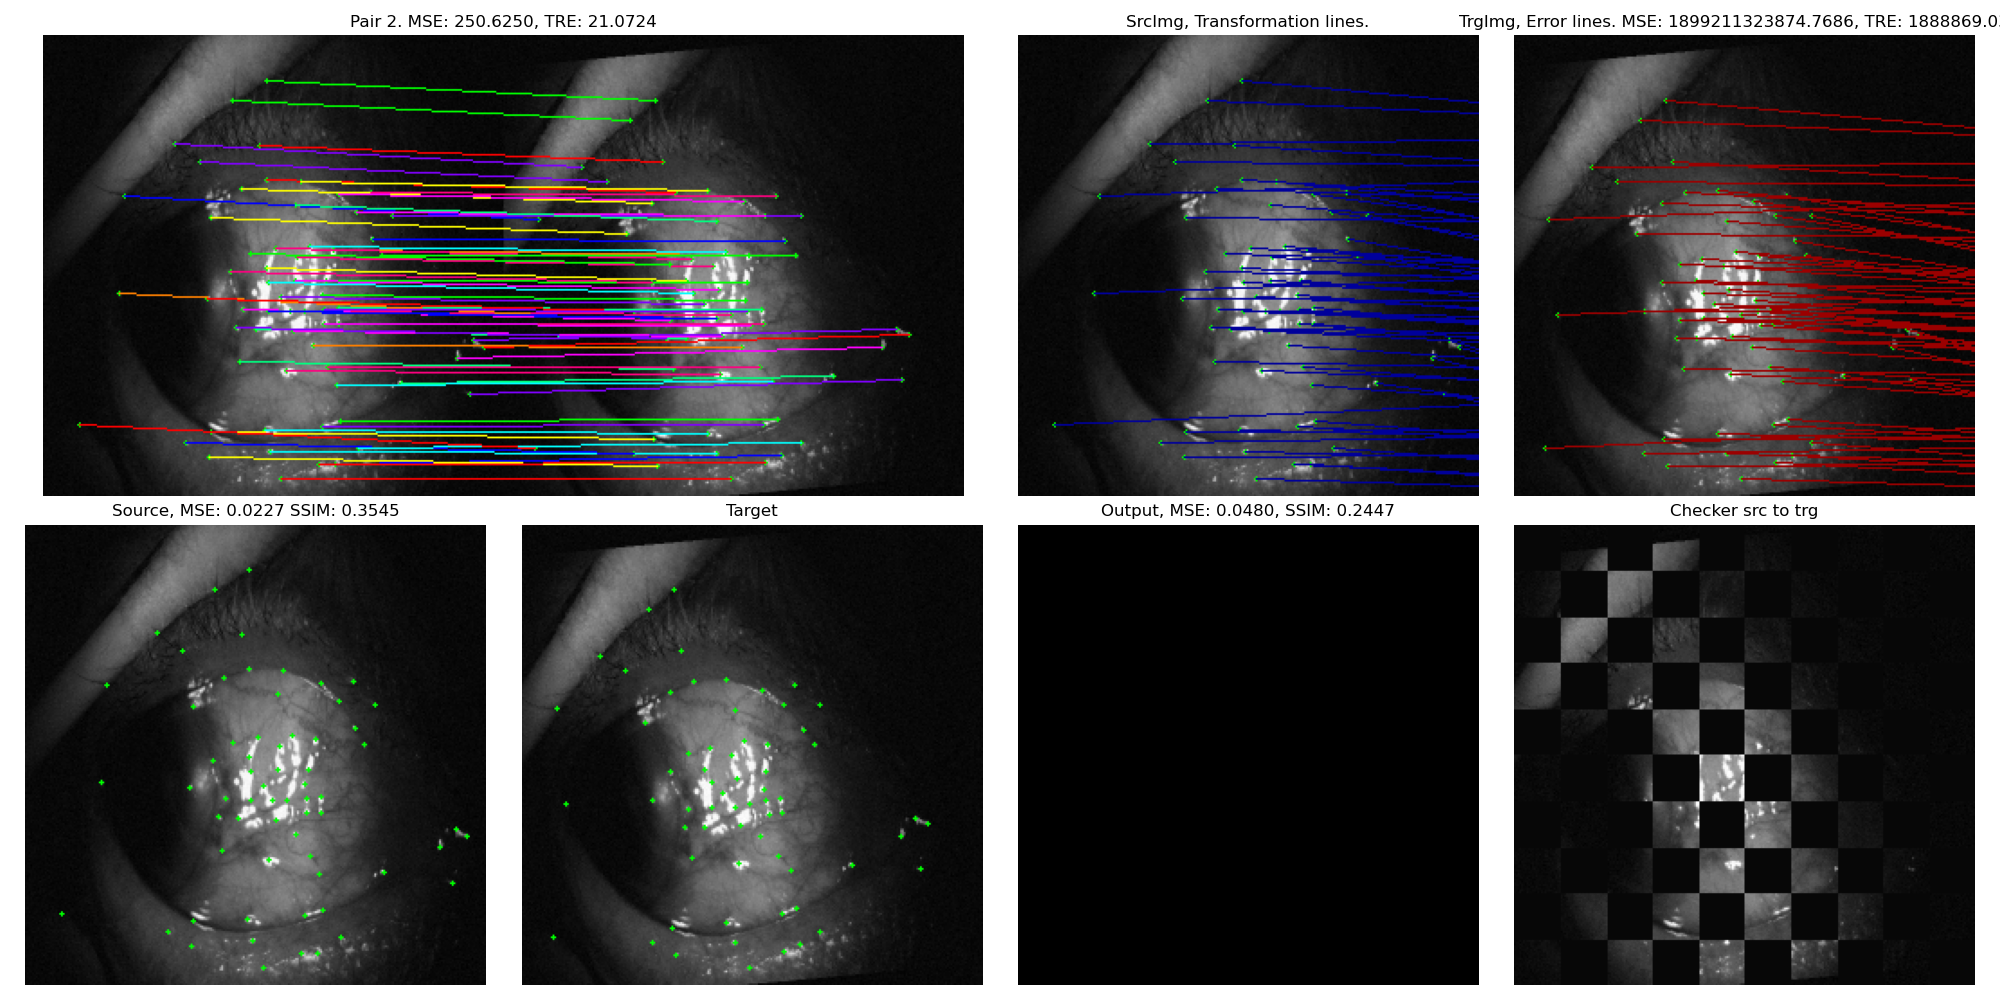 Pair 2. MSE: 250.6250, TRE: 21.0724
SrcImg, Transformation lines.
TrgImg, Error lines. MSE: 1899211323874.7686, TRE: 1888869.0
Source, MSE: 0.0227 SSIM: 0.3545
Target
Output, MSE: 0.0480, SSIM: 0.2447
Checker src to trg